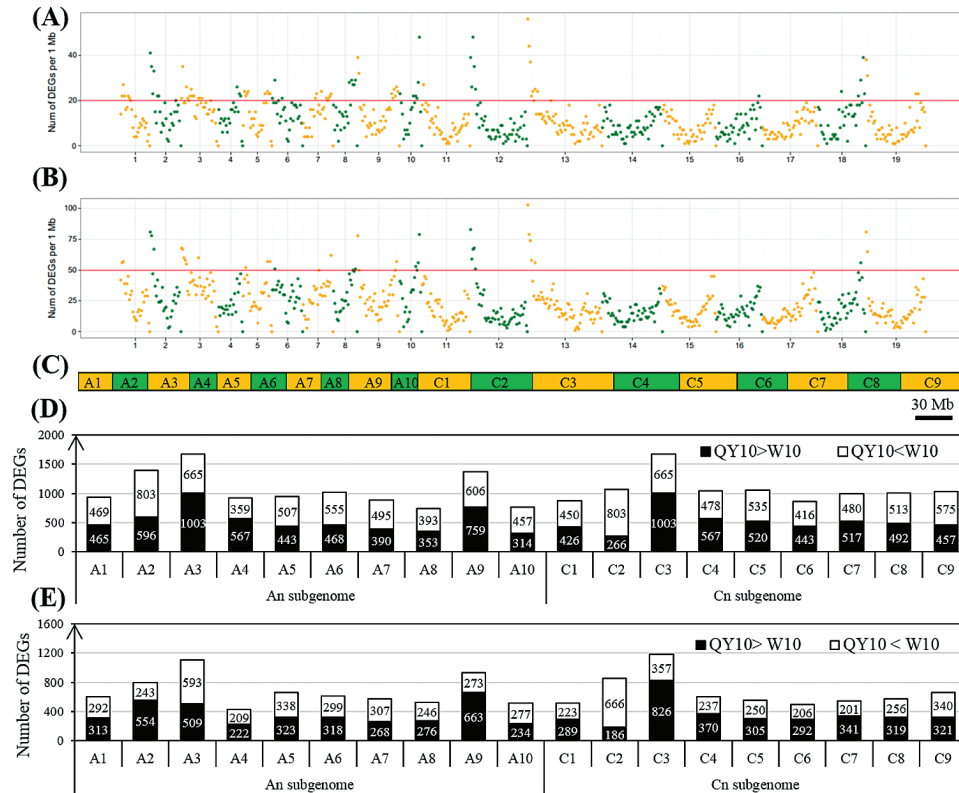 (A)
Num of DEGs per 1 Mb
40
20
0
1 2 3 4 5 6 7 8 9 10 11 12 13 14 15 16 17 18 19
(B)
Num of DEGs per 1 Mb
100
75
50
25
0
1 2 3 4 5 6 7 8 9 10 11 12 13 14 15 16 17 18 19
(C)
A1 A2 A3 A4 A5 A6 A7 A8 A9 A10 C1 C2 C3 C4 C5 C6 C7 C8 C9
30 Mb
(D)
Number of DEGs
2000
1500
1000
500
0
QY10>W10 QY10<W10
469 803 665 359 507 555 495 393 606 457 450 803 665 478 535 416 480 513 575
465 596 1003 567 443 468 390 353 759 314 426 266 1003 567 520 443 517 492 457
A1 A2 A3 A4 A5 A6 A7 A8 A9 A10 C1 C2 C3 C4 C5 C6 C7 C8 C9
An subgenome Cn subgenome
(E)
Number of DEGs
1600
1200
800
400
0
QY10> W10 QY10 < W10
292 243 593 209 338 299 307 246 273 277 223 666 357 237 250 206 201 256 340
313 554 509 222 323 318 268 276 663 234 289 186 826 370 305 292 341 319 321
A1 A2 A3 A4 A5 A6 A7 A8 A9 A10 C1 C2 C3 C4 C5 C6 C7 C8 C9
An subgenome Cn subgenome